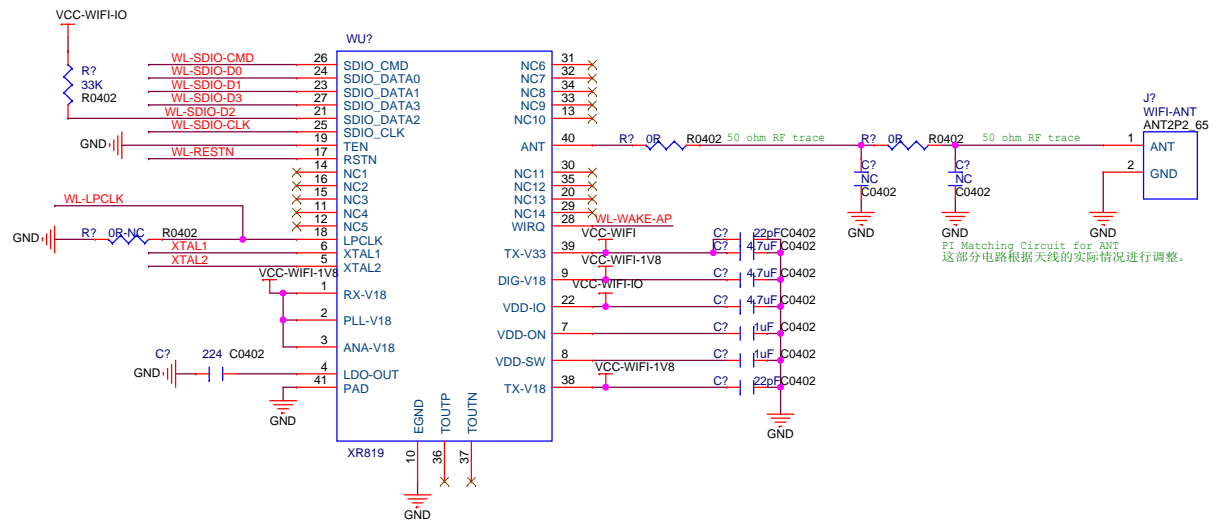 VCC-WIFI-IO
R?
33K
R0402
WL-SDIO-CMD
WL-SDIO-D0
WL-SDIO-D1
WL-SDIO-D3
WL-SDIO-D2
WL-SDIO-CLK
GND
WL-RESTN
WL-LPCLK
GND
R?
0R-NC
R0402
XTAL1
XTAL2
VCC-WIFI-1V8
C?
224
C0402
GND
GND
26
24
23
27
21
25
19
17
14
16
15
11
12
18
6
5
1
2
3
4
41
WU?
SDIO_CMD
SDIO_DATA0
SDIO_DATA1
SDIO_DATA3
SDIO_DATA2
SDIO_CLK
TEN
RSTN
NC1
NC2
NC3
NC4
NC5
LPCLK
XTAL1
XTAL2
RX-V18
PLL-V18
ANA-V18
LDO-OUT
PAD
EGND
TOUTP
TOUTN
XR819
10
36
37
GND
NC6
NC7
NC8
NC9
NC10
ANT
NC11
NC12
NC13
NC14
WIRQ
TX-V33
DIG-V18
VDD-IO
VDD-ON
VDD-SW
TX-V18
31
32
34
33
13
40
30
35
20
29
28
39
9
22
7
8
38
WL-WAKE-AP
VCC-WIFI
VCC-WIFI-1V8
VCC-WIFI-IO
VCC-WIFI-1V8
C? 22pF C0402
C? 4.7uF C0402
C? 4.7uF C0402
C? 4.7uF C0402
C? 1uF C0402
C? 1uF C0402
C? 22pF C0402
GND
R? 0R R0402
50 ohm RF trace
R? 0R R0402
50 ohm RF trace
C?
NC
C0402
GND
C?
NC
C0402
GND
J?
WIFI-ANT
ANT2P2_65
1
ANT
2
GND
GND
PI Matching Circuit for ANT
这部分电路根据天线的实际情况进行调整。